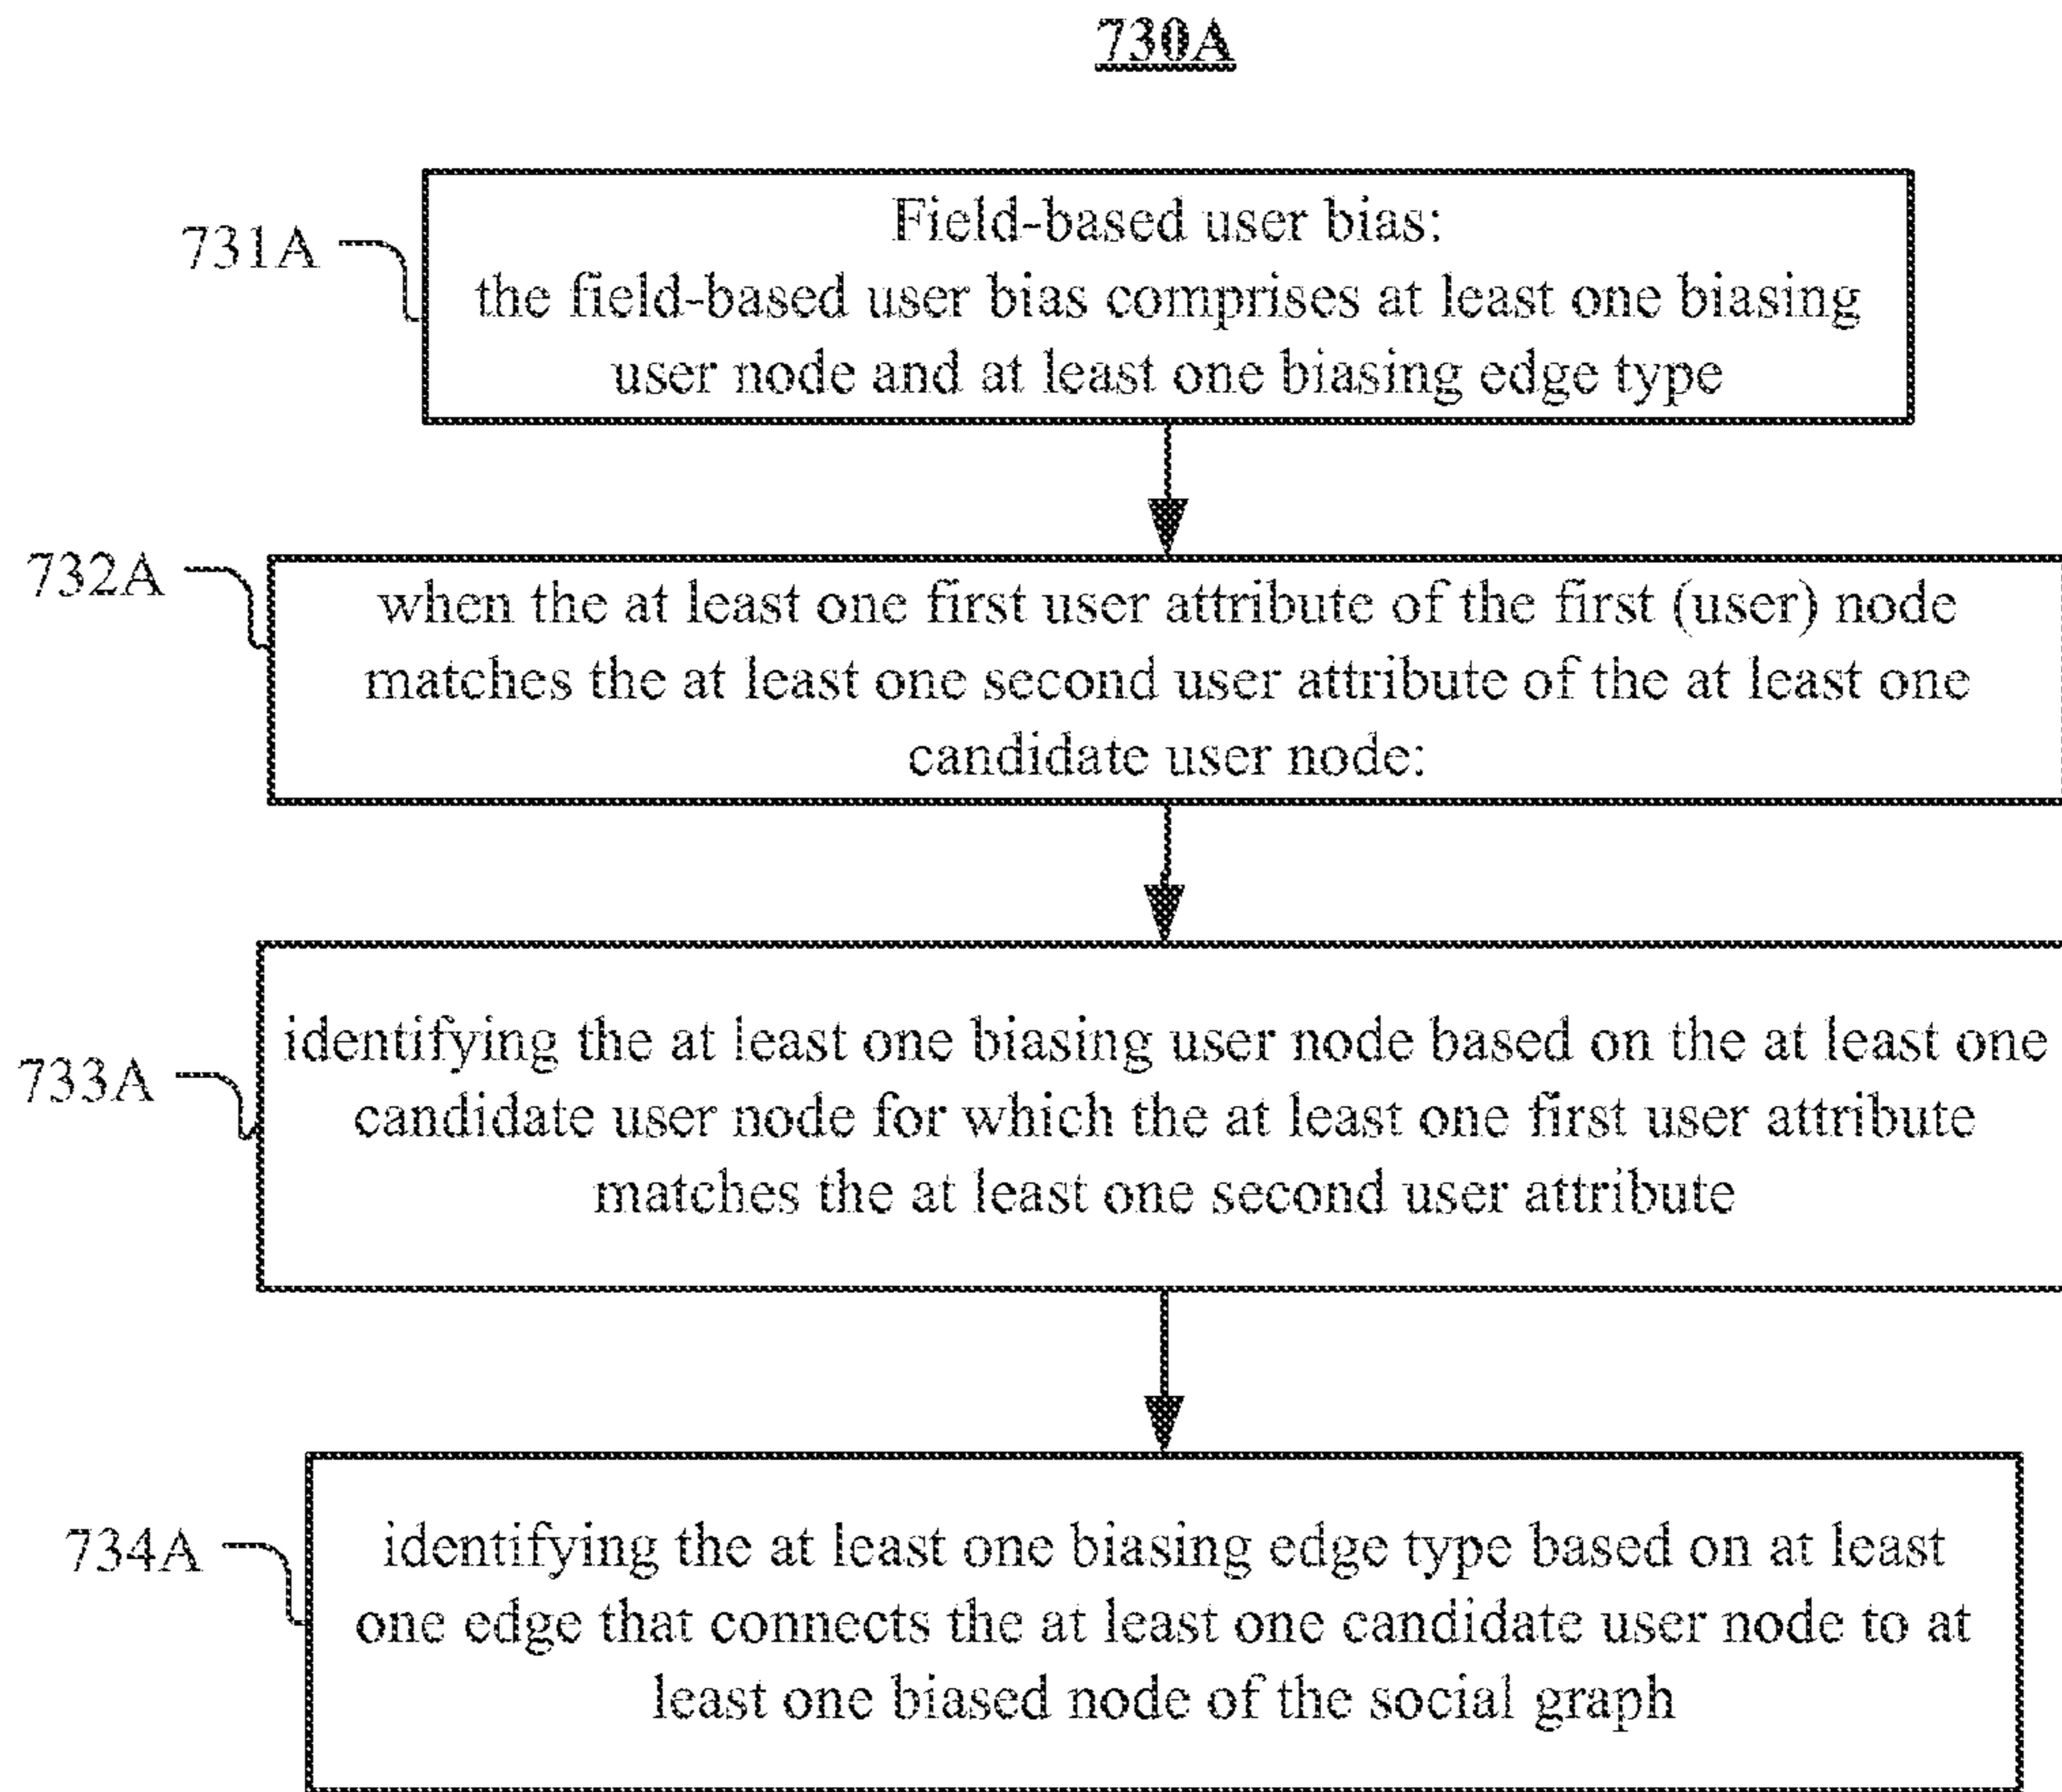 730A
731A
Field-based user bias:
the field-based user bias comprises at least one biasing
user node and at least one biasing edge type
732A
when the at least one first user attribute of the first (user) node
matches the at least one second user attribute of the at least one
candidate user node:
733A
identifying the at least one biasing user node based on the at least one
candidate user node for which the at least one first user attribute
matches the at least one second user attribute
734A
identifying the at least one biasing edge type based on at least
one edge that connects the at least one candidate user node to at
least one biased node of the social graph